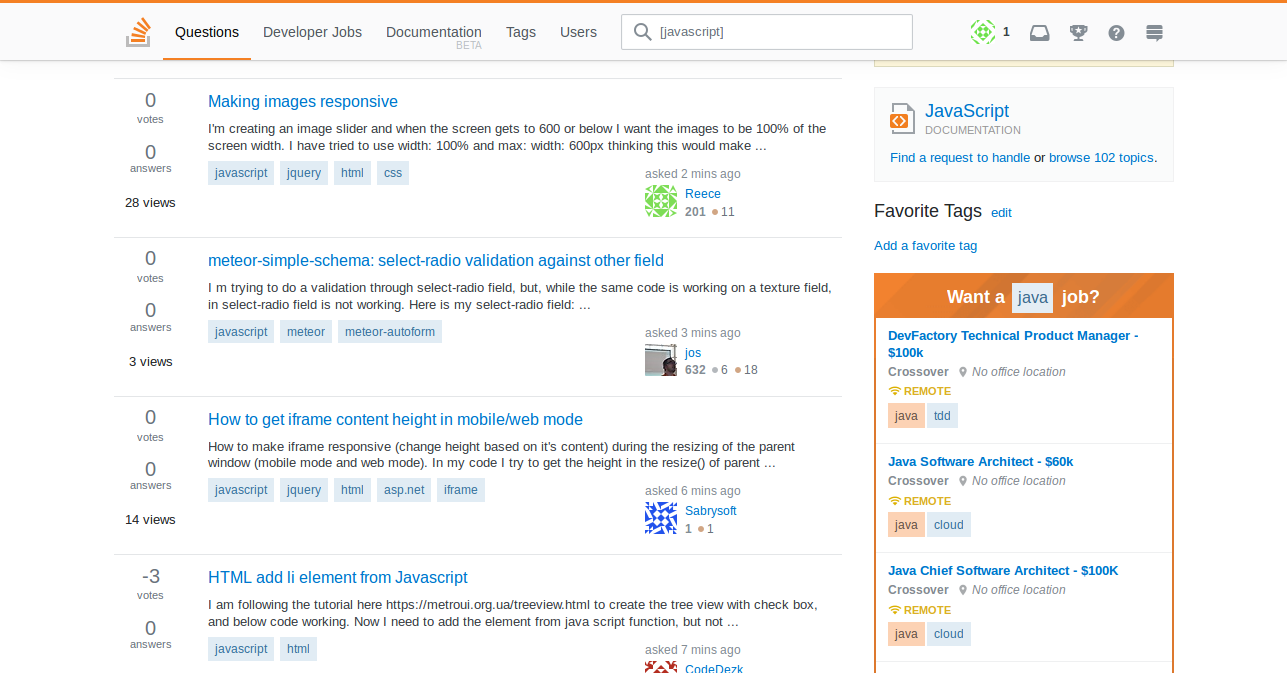 Questions
Developer Jobs
Documentation
BETA
Tags
Users
[javascript]
1
?
0
votes
0
answers
28 views
Making images responsive
I'm creating an image slider and when the screen gets to 600 or below I want the images to be 100% of the
screen width. I have tried to use width: 100% and max: width: 600px thinking this would make ...
javascript jquery html css
asked 2 mins ago
Reece
201 11
0
votes
0
answers
3 views
meteor-simple-schema: select-radio validation against other field
I m trying to do a validation through select-radio field, but, while the same code is working on a texture field,
in select-radio field is not working. Here is my select-radio field: ...
javascript meteor meteor-autoform
asked 3 mins ago
jos
632 6 18
0
votes
0
answers
14 views
How to get iframe content height in mobile/web mode
How to make iframe responsive (change height based on it's content) during the resizing of the parent
window (mobile mode and web mode). In my code I try to get the height in the resize() of parent ...
javascript jquery html asp.net iframe
asked 6 mins ago
Sabrysoft
1 1
-3
votes
0
answers
HTML add li element from Javascript
I am following the tutorial here https://metroui.org.ua/treeview.html to create the tree view with check box,
and below code working. Now I need to add the element from java script function, but not ...
javascript html
asked 7 mins ago
CodeDezk
JavaScript
DOCUMENTATION
Find a request to handle or browse 102 topics.
Favorite Tags edit
Add a favorite tag
Want a java job?
DevFactory Technical Product Manager -
$100k
Crossover No office location
REMOTE
java tdd
Java Software Architect - $60k
Crossover No office location
REMOTE
java cloud
Java Chief Software Architect - $100K
Crossover No office location
REMOTE
java cloud